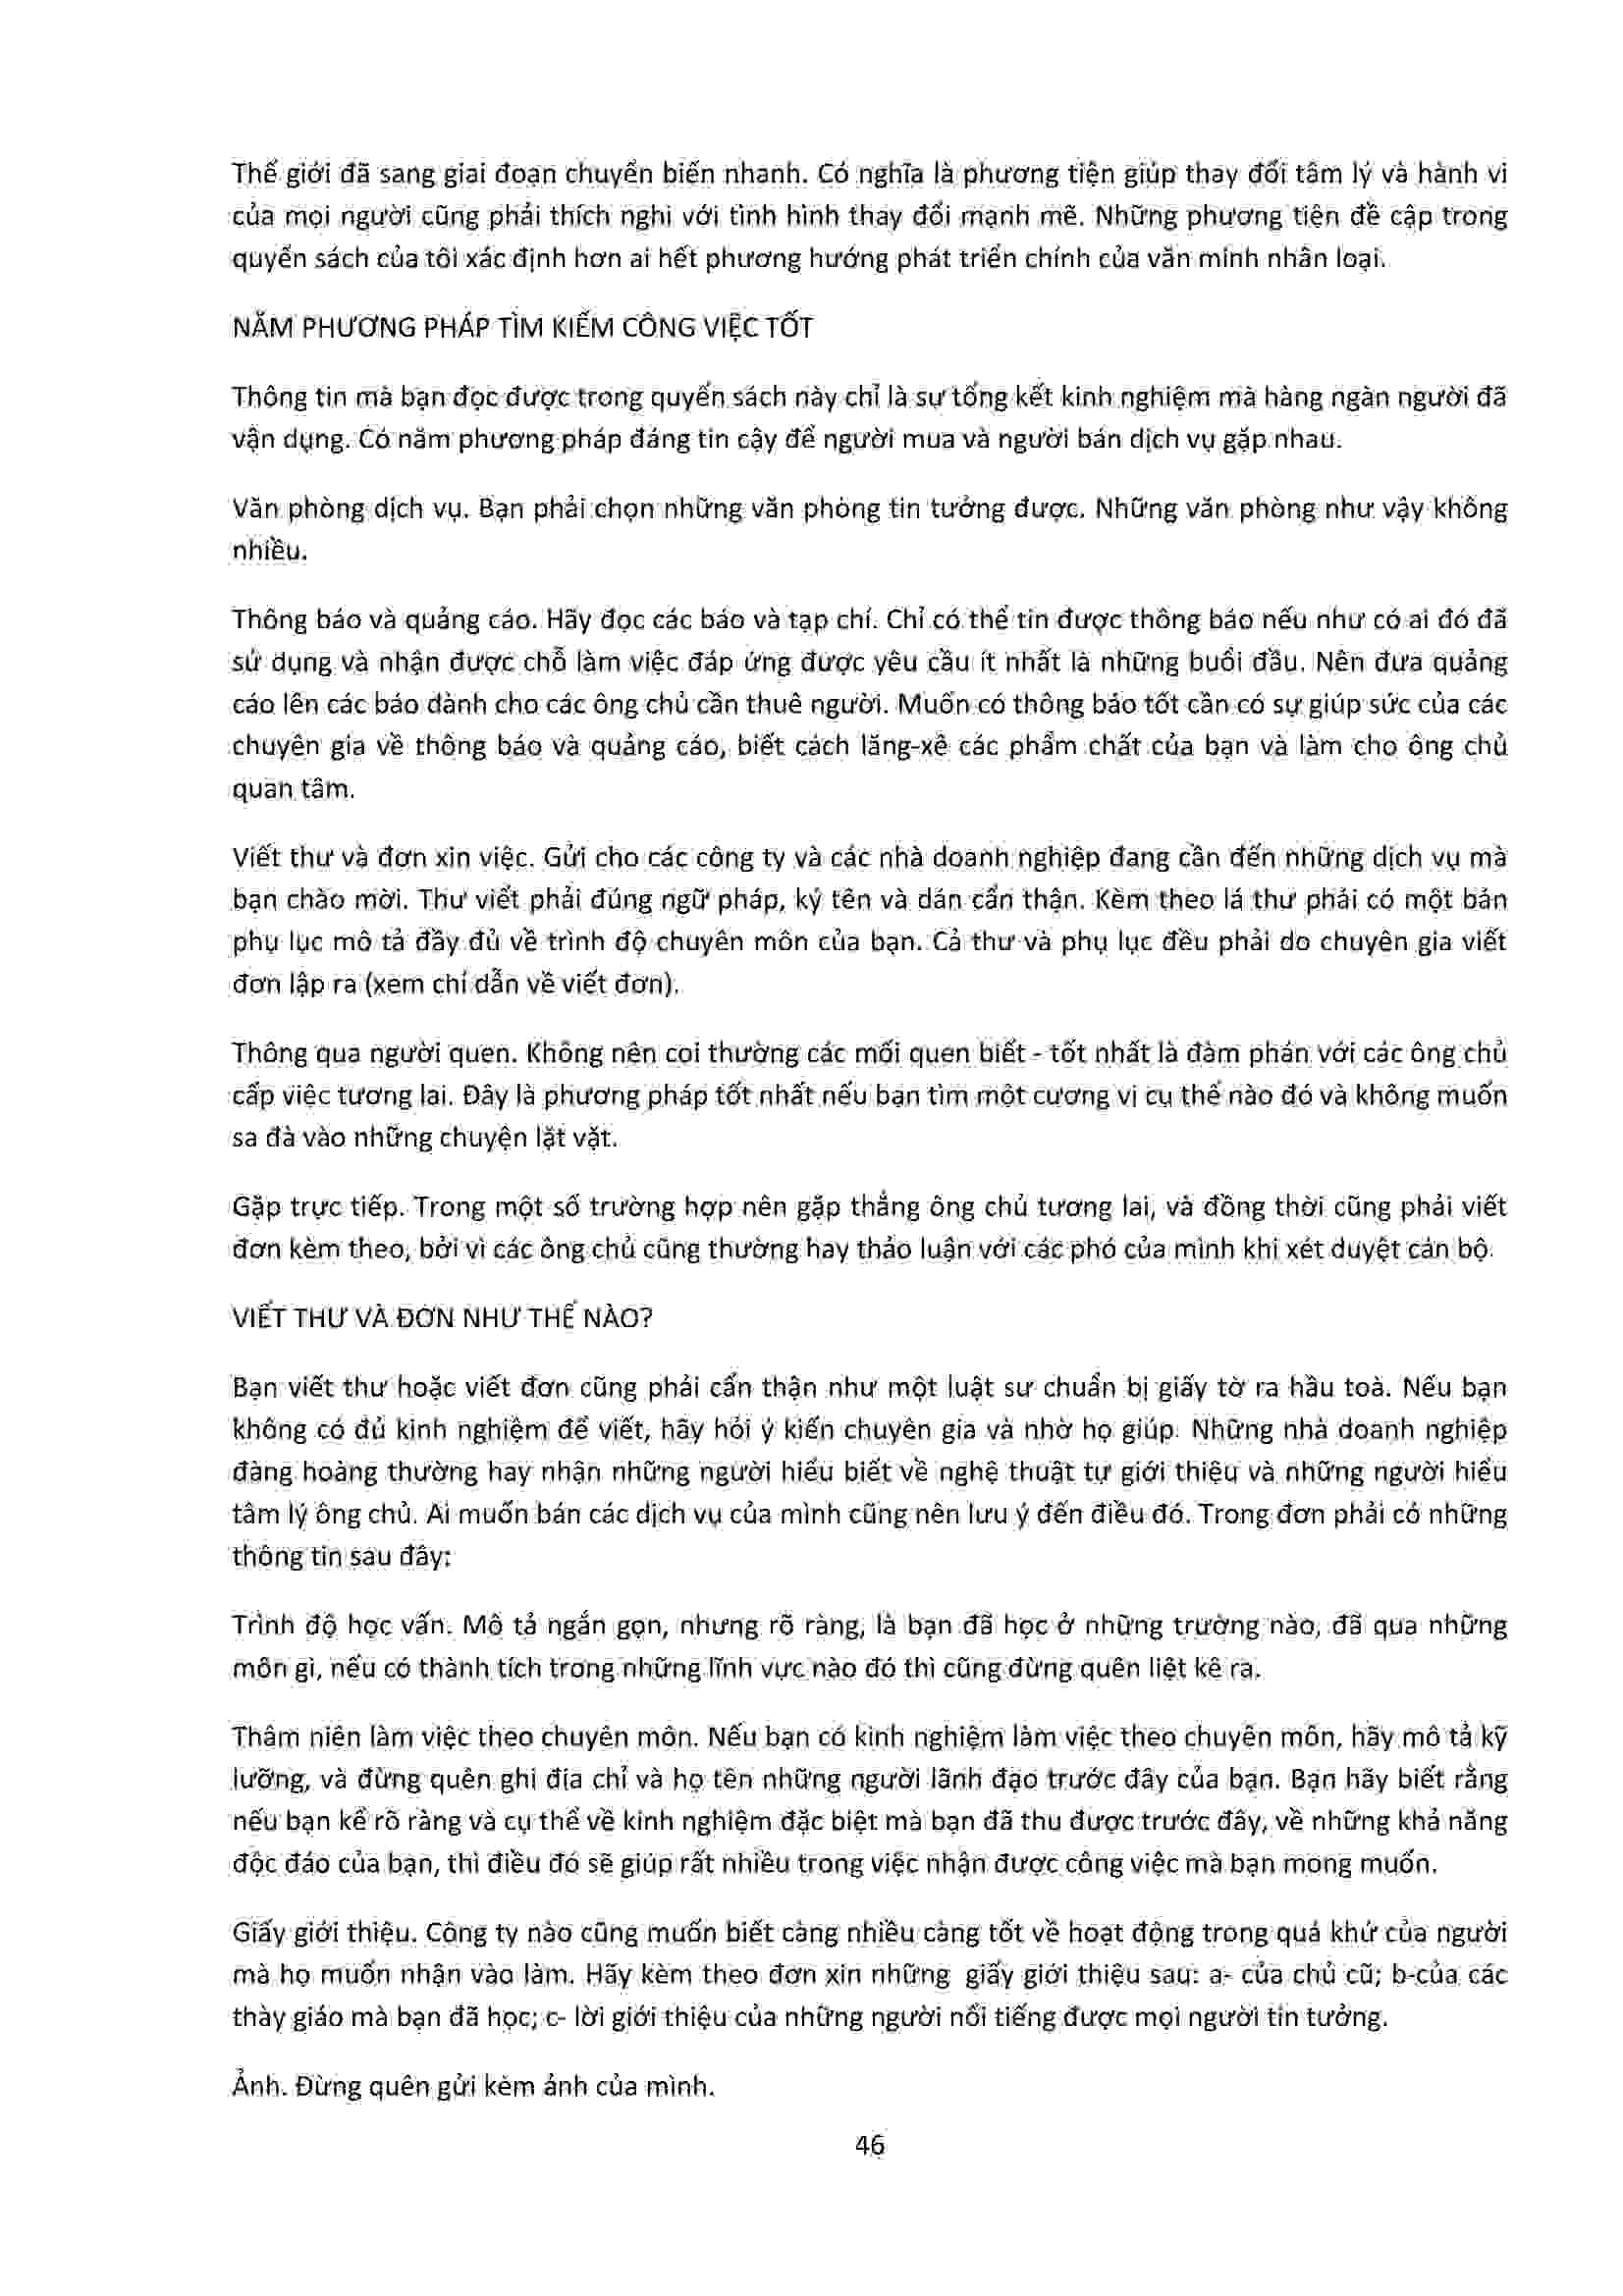 Thế giới đã sang giai đoạn chuyển biến nhanh. Có nghĩa là phương tiện giúp thay đổi tâm lý và hành vi
của mọi người cũng phải thích nghi với tình hình thay đổi mạnh mẽ. Những phương tiện đề cập trong
quyển sách của tôi xác định hơn ai hết phương hướng phát triển chính của văn minh nhân loại.
NĂM PHƯƠNG PHÁP TÌM KIẾM CÔNG VIỆC TỐT
Thông tin mà bạn đọc được trong quyển sách này chỉ là sự tổng kết kinh nghiệm mà hàng ngàn người đã
vận dụng. Có năm phương pháp đáng tin cậy để người mua và người bán dịch vụ gặp nhau.
Văn phòng dịch vụ. Bạn phải chọn những văn phòng tin tưởng được. Những văn phòng như vậy không
nhiều.
Thông báo và quảng cáo. Hãy đọc các báo và tạp chí. Chỉ có thể tin được thông báo nếu như có ai đó đã
sử dụng và nhận được chỗ làm việc đáp ứng được yêu cầu ít nhất là những buổi đầu. Nên đưa quảng
cáo lên các báo dành cho các ông chủ cần thuê người. Muốn có thông báo tốt cần có sự giúp sức của các
chuyên gia về thông báo và quảng cáo, biết cách lăng-xê các phẩm chất của bạn và làm cho ông chủ
quan tâm.
Viết thư và đơn xin việc. Gửi cho các công ty và các nhà doanh nghiệp đang cần đến những dịch vụ mà
bạn chào mời. Thư viết phải đúng ngữ pháp, ký tên và dán cẩn thận. Kèm theo lá thư phải có một bản
phụ lục mô tả đầy đủ về trình độ chuyên môn của bạn. Cả thư và phụ lục đều phải do chuyên gia viết
đơn lập ra (xem chỉ dẫn về viết đơn).
Thông qua người quen. Không nên coi thường các mối quen biết - tốt nhất là đàm phán với các ông chủ
cấp việc tương lai. Đây là phương pháp tốt nhất nếu bạn tìm một cương vị cụ thể nào đó và không muốn
sa đà vào những chuyện lặt vặt.
Gặp trực tiếp. Trong một số trường hợp nên gặp thẳng ông chủ tương lai, và đồng thời cũng phải viết
đơn kèm theo, bởi vì các ông chủ cũng thường hay thảo luận với các phó của mình khi xét duyệt cán bộ.
VIẾT THƯ VÀ ĐƠN NHƯ THẾ NÀO?
Bạn viết thư hoặc viết đơn cũng phải cẩn thận như một luật sư chuẩn bị giấy tờ ra hầu toà. Nếu bạn
không có đủ kinh nghiệm để viết, hãy hỏi ý kiến chuyên gia và nhờ họ giúp. Những nhà doanh nghiệp
đàng hoàng thường hay nhận những người hiểu biết về nghệ thuật tự giới thiệu và những người hiểu
tâm lý ông chủ. Ai muốn bán các dịch vụ của mình cũng nên lưu ý đến điều đó. Trong đơn phải có những
thông tin sau đây:
Trình độ học vấn. Mô tả ngắn gọn, nhưng rõ ràng, là bạn đã học ở những trường nào, đã qua những
môn gì, nếu có thành tích trong những lĩnh vực nào đó thì cũng đừng quên liệt kê ra.
Thâm niên làm việc theo chuyên môn. Nếu bạn có kinh nghiệm làm việc theo chuyên môn, hãy mô tả kỹ
lưỡng, và đừng quên ghi địa chỉ và họ tên những người lãnh đạo trước đây của bạn. Bạn hãy biết rằng
nếu bạn kể rõ ràng và cụ thể về kinh nghiệm đặc biệt mà bạn đã thu được trước đây, về những khả năng
độc đáo của bạn, thì điều đó sẽ giúp rất nhiều trong việc nhận được công việc mà bạn mong muốn.
Giấy giới thiệu. Công ty nào cũng muốn biết càng nhiều càng tốt về hoạt động trong quá khứ của người
mà họ muốn nhận vào làm. Hãy kèm theo đơn xin những giấy giới thiệu sau: a- của chủ cũ; b-của các
thày giáo mà bạn đã học; c- lời giới thiệu của những người nổi tiếng được mọi người tin tưởng.
Ảnh. Đừng quên gửi kèm ảnh của mình.
46